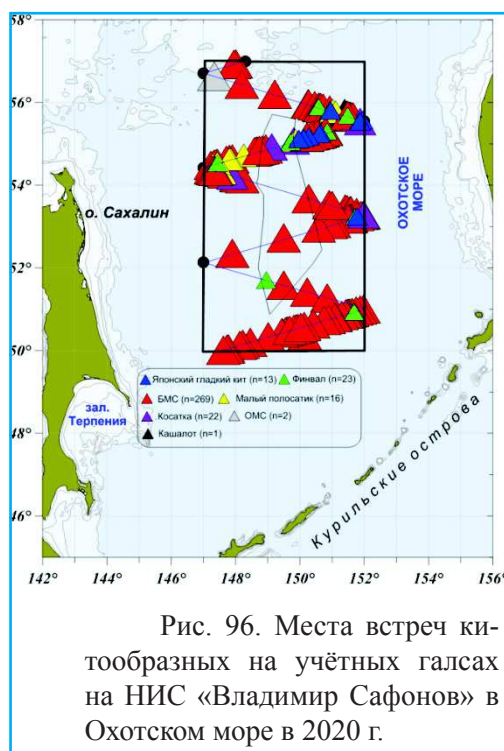 58°
56°
54°
52°
50°
48°
46°
о. Сахалин
ОХОТСКОЕ МОРЕ
зал.
Терпения
Японский гладкий кит (n=13) Финвал (n=23)
БМС (n=269) Малый полосатик (n=16)
Косатка (n=22) ОМС (n=2)
Кашалот (n=1)
Курильские острова
142° 144° 146° 148° 150° 152° 154° 156°
Рис. 96. Места встреч ки-
тообразных на учётных галсах
на НИС «Владимир Сафонов» в
Охотском море в 2020 г.